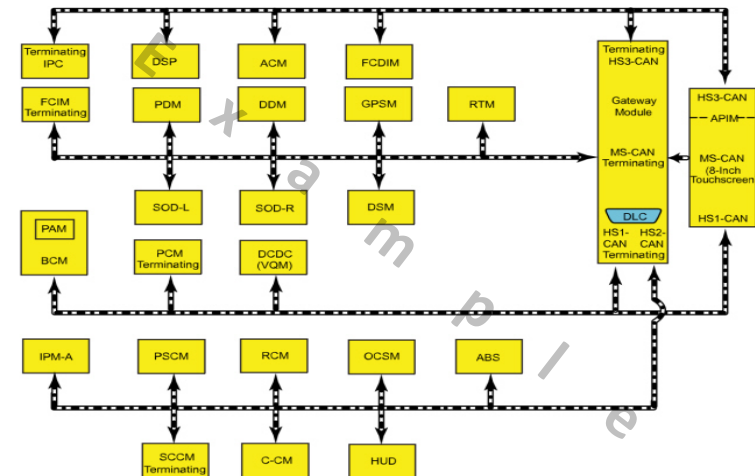 Terminating
IPC
DSP
ACM
FCDIM
Terminating
HS3-CAN
FCIM
Terminating
PDM
DDM
GPSM
RTM
Gateway
Module
HS3-CAN
APIM
MS-CAN
Terminating
MS-CAN
(8-Inch
Touchscreen)
SOD-L
SOD-R
DSM
DLC
HS1-CAN
PAM
BCM
PCM
Terminating
DCDC
(VQM)
HS1- HS2-
CAN CAN
Terminating
IPM-A
PSCM
RCM
OCSM
ABS
SCCM
Terminating
C-CM
HUD
Example